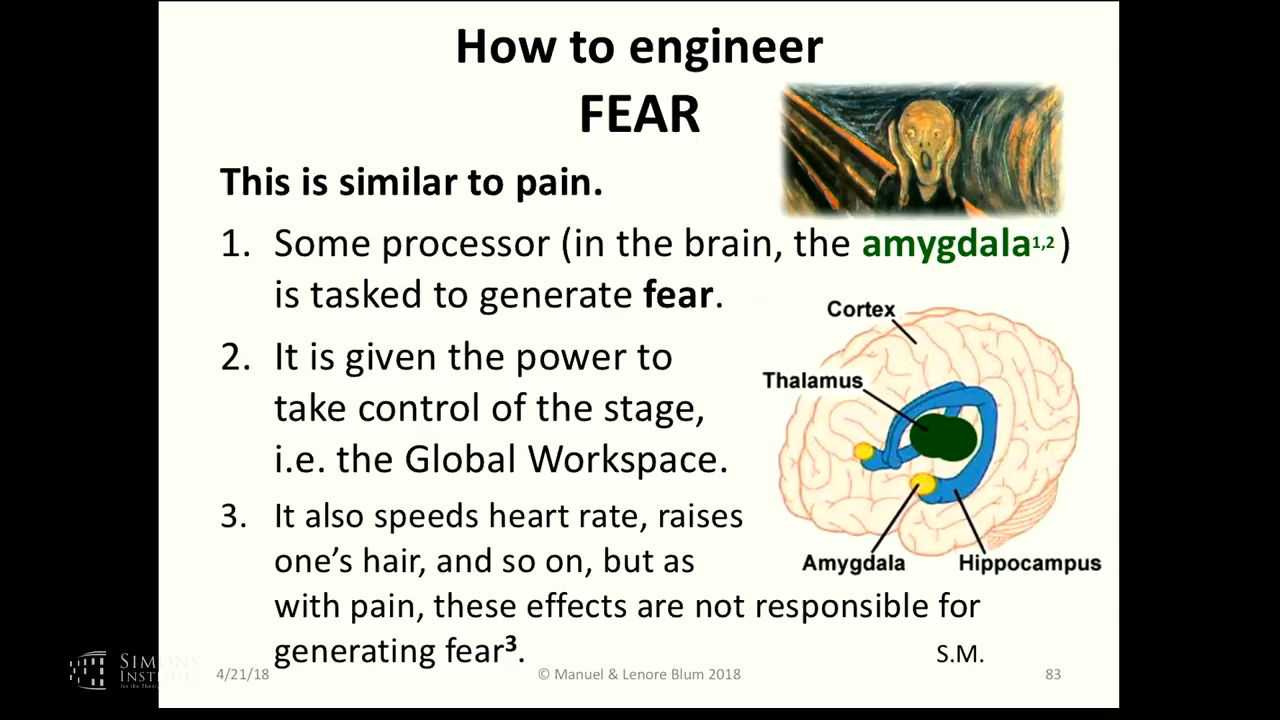 How to engineer
FEAR
This is similar to pain.
1. Some processor (in the brain, the amygdala1,2)
is tasked to generate fear.
2. It is given the power to
take control of the stage,
i.e. the Global Workspace.
3. It also speeds heart rate, raises
one's hair, and so on, but as
with pain, these effects are not responsible for
generating fear3.
S.M.
Cortex
Thalamus
Amygdala
Hippocampus
SIMONS
INSTIT
4/21/18
© Manuel & Lenore Blum 2018
83